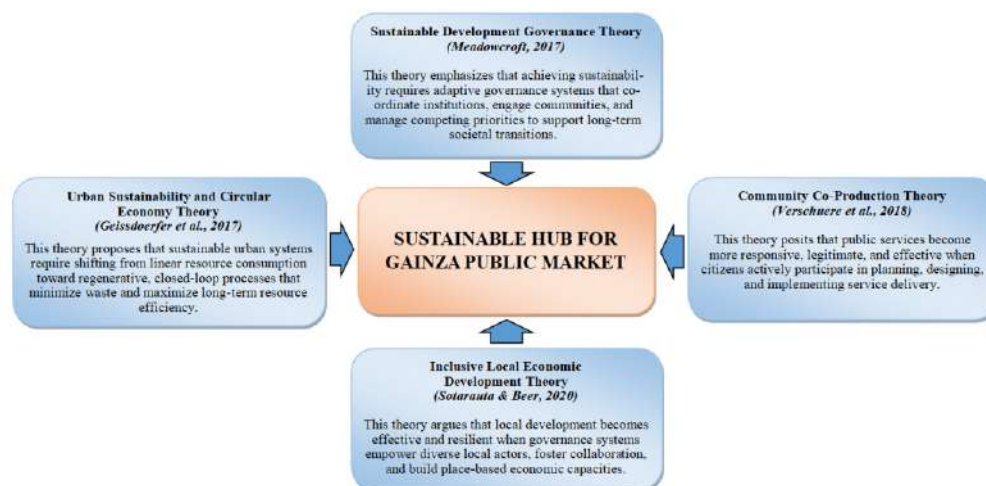 Sustainable Development Governance Theory
(Meadowcroft, 2017)
This theory emphasizes that achieving sustainabil-
ity requires adaptive governance systems that co-
ordinate institutions, engage communities, and
manage competing priorities to support long-term
societal transitions.
Urban Sustainability and Circular
Economy Theory
(Geissdoerfer et al., 2017)
This theory proposes that sustainable urban systems
require shifting from linear resource consumption
toward regenerative, closed-loop processes that
minimize waste and maximize long-term resource
efficiency.
SUSTAINABLE HUB FOR
GAINZA PUBLIC MARKET
Community Co-Production Theory
(Verschuere et al., 2018)
This theory posits that public services become
more responsive, legitimate, and effective when
citizens actively participate in planning, designing,
and implementing service delivery.
Inclusive Local Economic
Development Theory
(Sotarauta & Beer, 2020)
This theory argues that local development becomes
effective and resilient when governance systems
empower diverse local actors, foster collaboration,
and build place-based economic capacities.